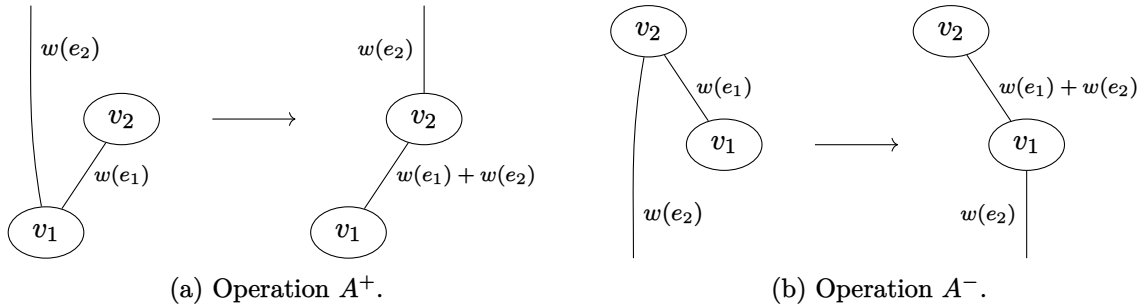 w(e₂)
v₂
w(e₁)
v₁
w(e₂)
v₂
w(e₁) + w(e₂)
v₁
(a) Operation A⁺.
v₂
w(e₁)
v₁
w(e₂)
v₂
w(e₁) + w(e₂)
v₁
w(e₂)
(b) Operation A⁻.